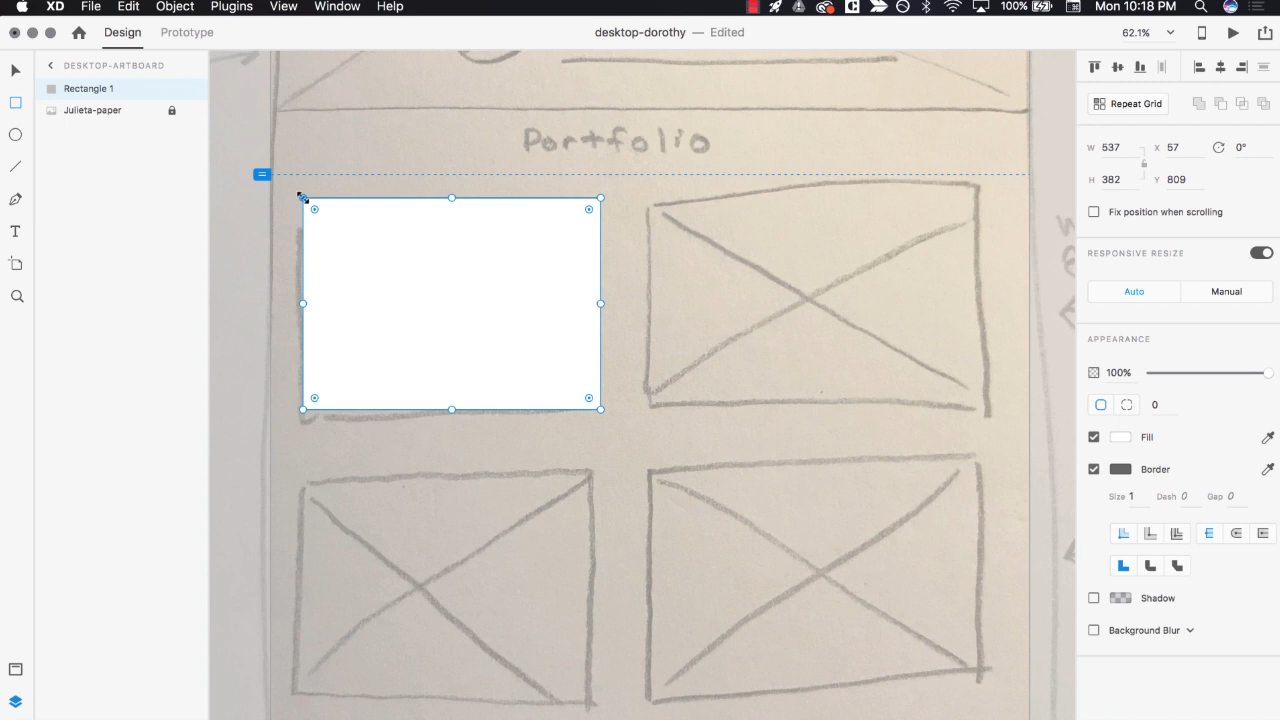 XD File Edit Object Plugins View Window Help 100% Mon 10:18 PM
Design Prototype desktop-dorothy — Edited 62.1%
DESKTOP-ARTBOARD
Rectangle 1
Julieta-paper
Portfolio
Repeat Grid
W 537 X 57 0°
H 382 Y 809
Fix position when scrolling
RESPONSIVE RESIZE
Auto Manual
APPEARANCE
100%
0
Fill
Border
Size 1 Dash 0 Gap 0
Shadow
Background Blur